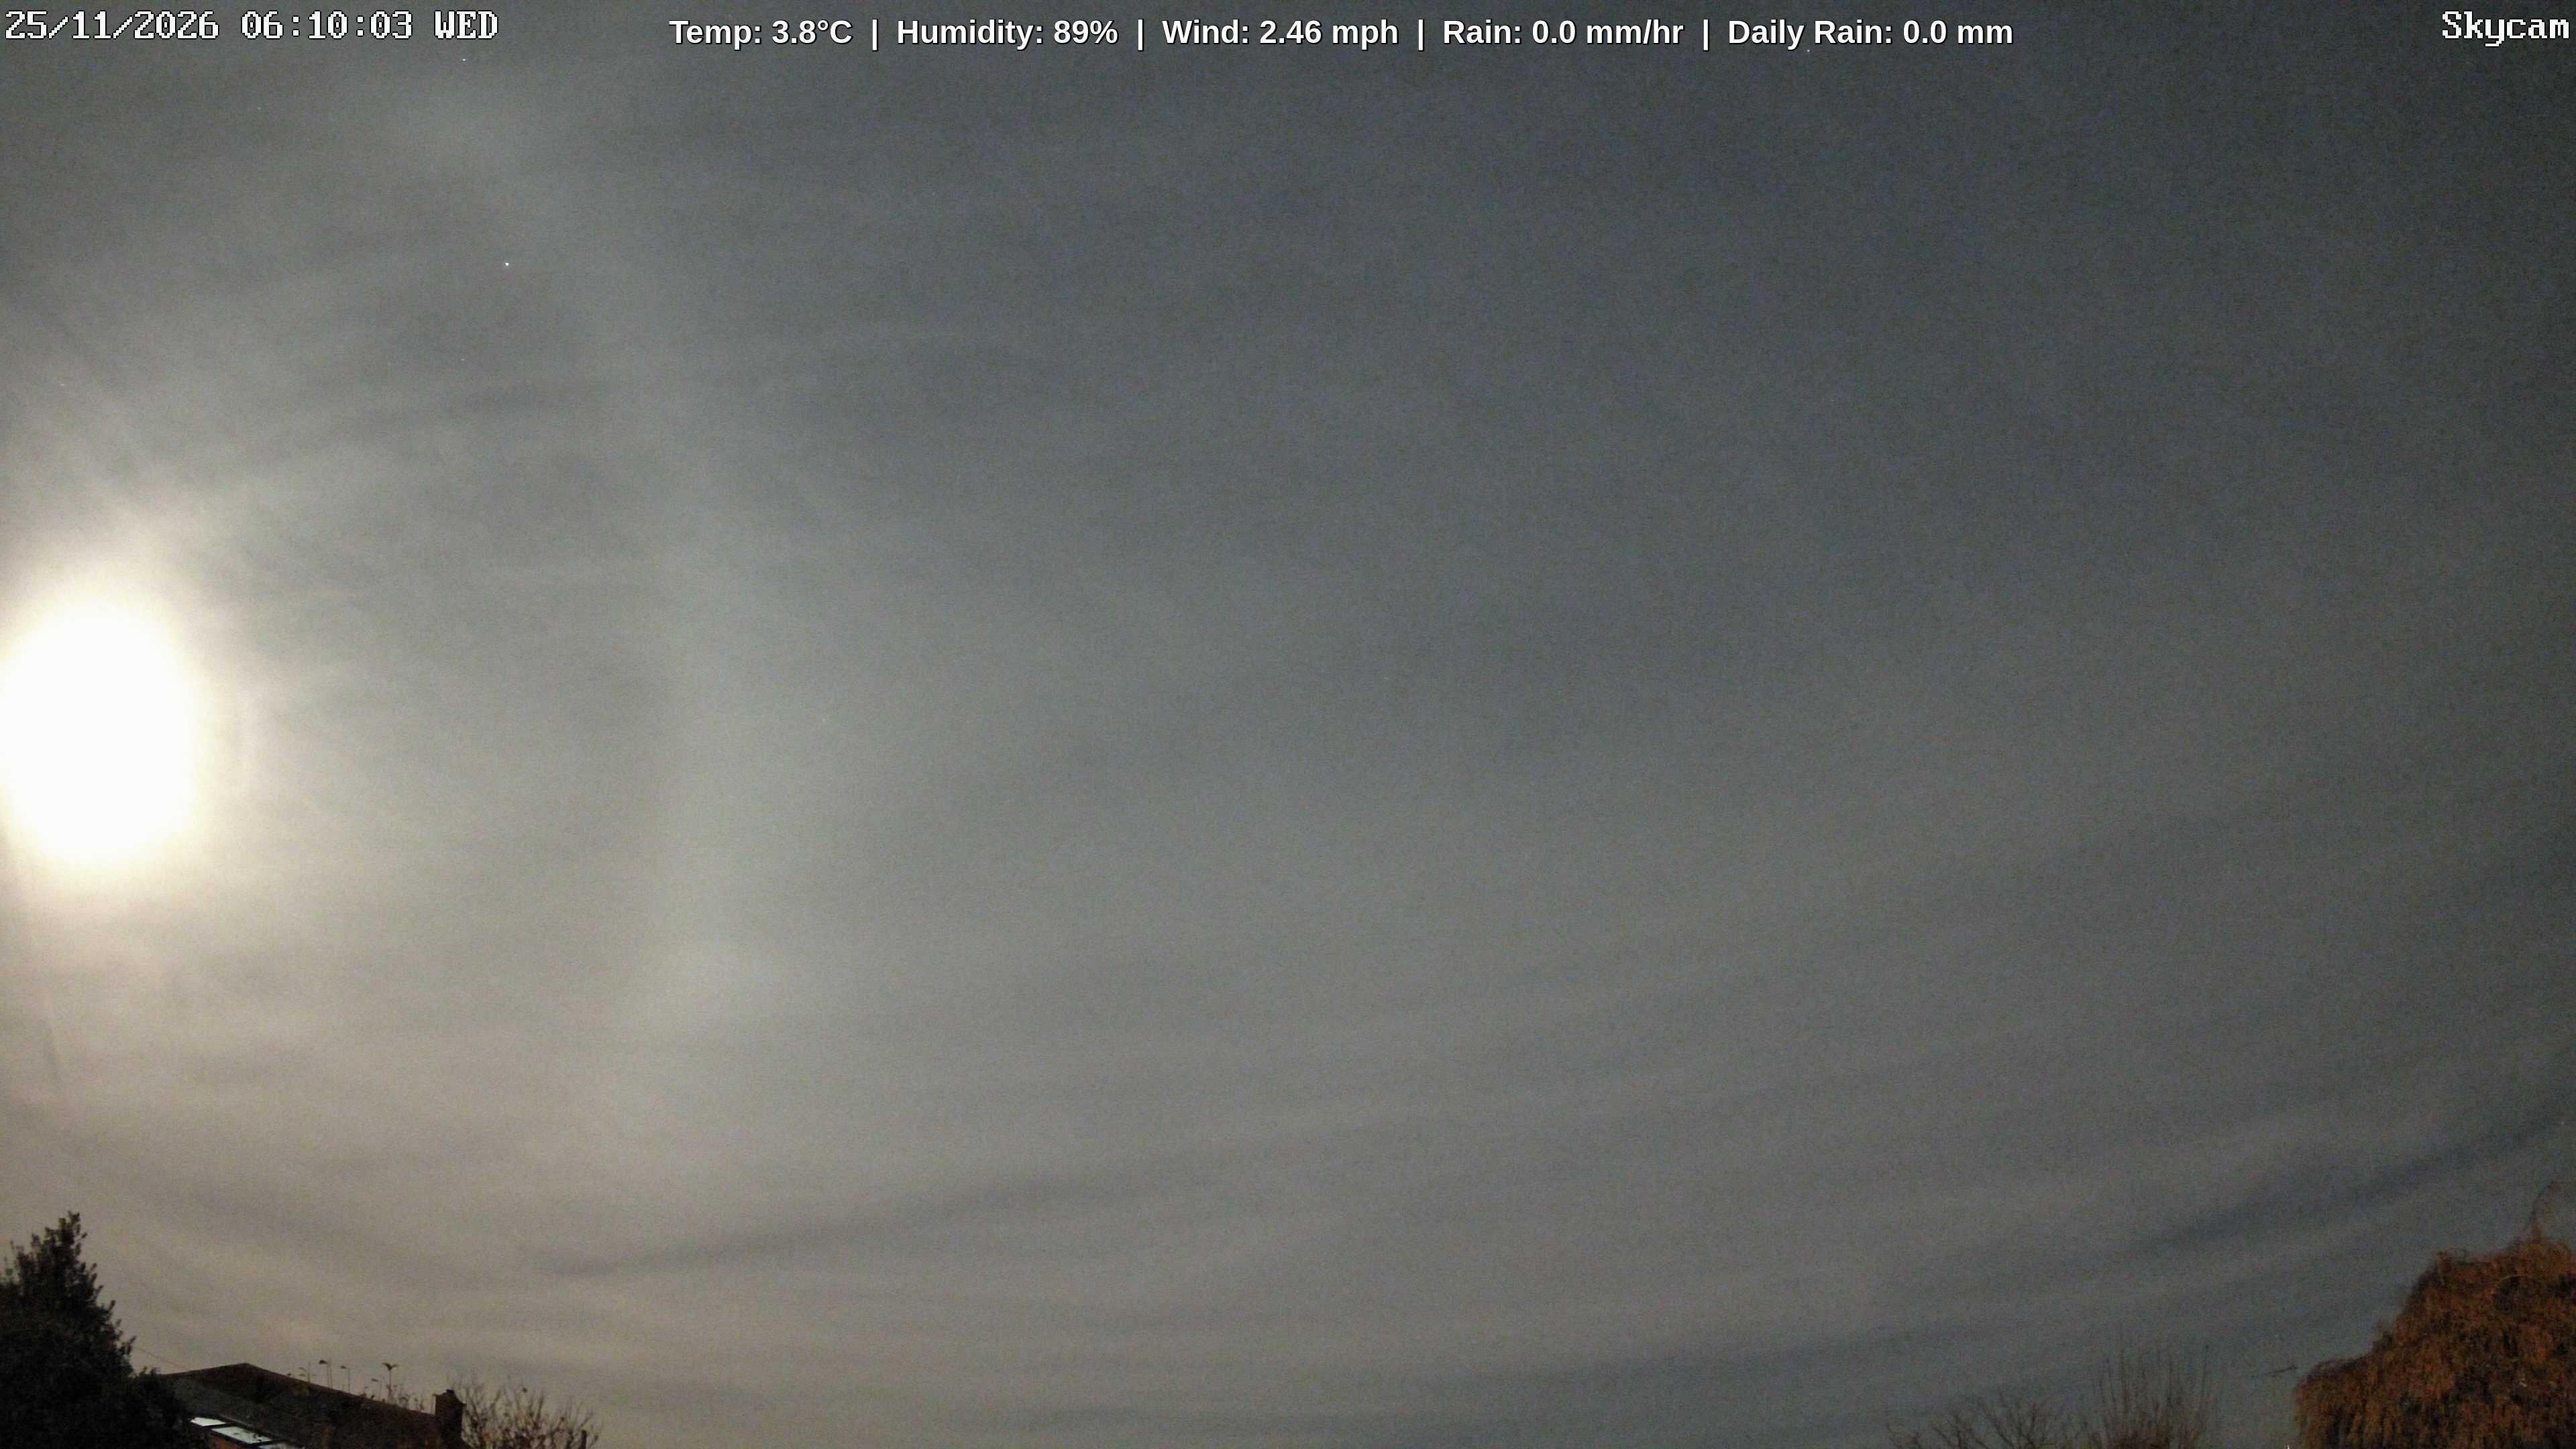 25/11/2026 06:10:03 WED
Temp: 3.8°C | Humidity: 89% | Wind: 2.46 mph | Rain: 0.0 mm/hr | Daily Rain: 0.0 mm
Skycam